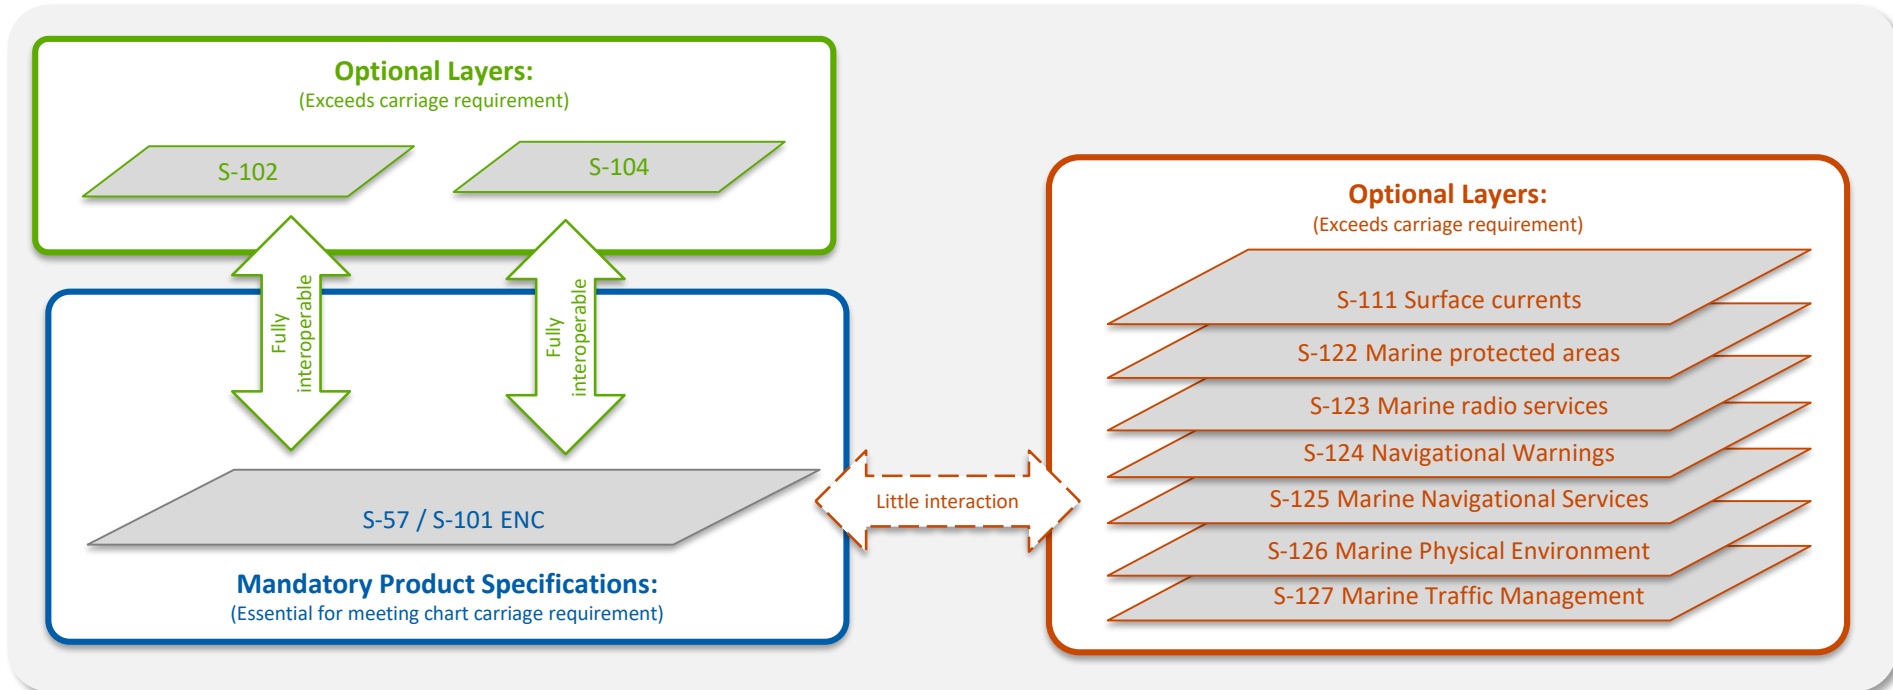 Optional Layers:
(Exceeds carriage requirement)
S-102
S-104
Fully
interoperable
Fully
interoperable
S-57 / S-101 ENC
Mandatory Product Specifications:
(Essential for meeting chart carriage requirement)
Little interaction
Optional Layers:
(Exceeds carriage requirement)
S-111 Surface currents
S-122 Marine protected areas
S-123 Marine radio services
S-124 Navigational Warnings
S-125 Marine Navigational Services
S-126 Marine Physical Environment
S-127 Marine Traffic Management